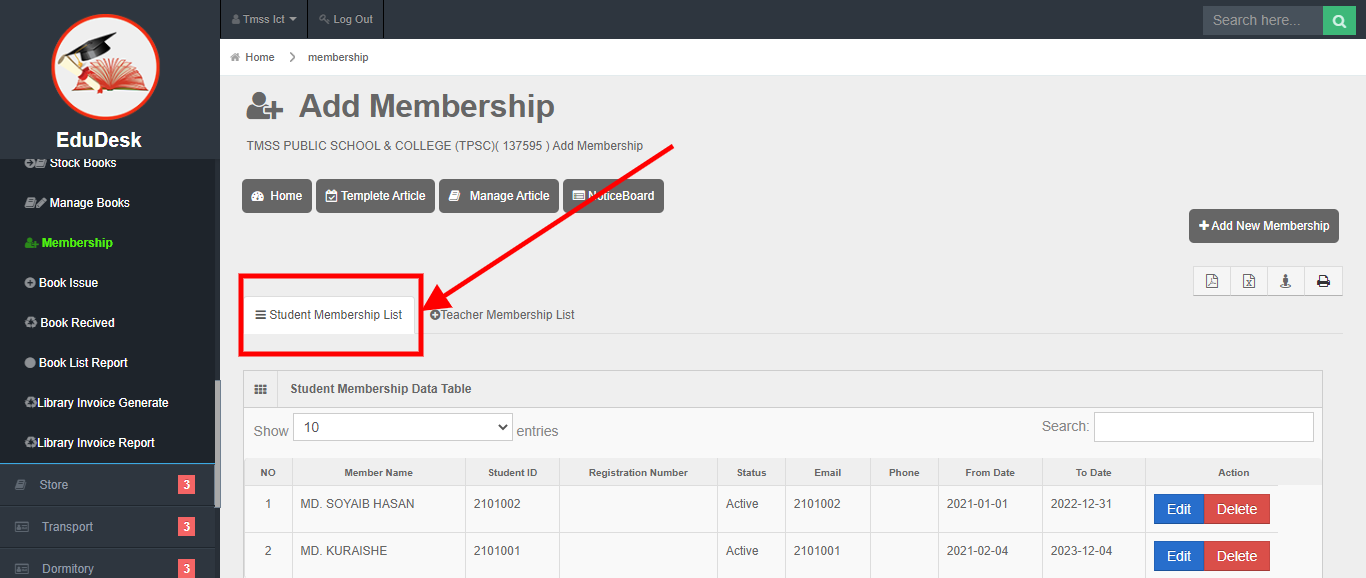 Tmss Ict
Log Out
Search here...
EduDesk
Stock Books
Manage Books
Membership
Book Issue
Book Recived
Book List Report
Library Invoice Generate
Library Invoice Report
Store 3
Transport 3
Dormitory 3
Home > membership
Add Membership
TMSS PUBLIC SCHOOL & COLLEGE (TPSC)( 137595 ) Add Membership
Home
Templete Article
Manage Article
NoticeBoard
Add New Membership
Student Membership List
Teacher Membership List
Student Membership Data Table
Show 10 entries
Search:
NO Member Name Student ID Registration Number Status Email Phone From Date To Date Action
1 MD. SOYAIB HASAN 2101002 Active 2101002 2021-01-01 2022-12-31 Edit Delete
2 MD. KURAISHE 2101001 Active 2101001 2021-02-04 2023-12-04 Edit Delete